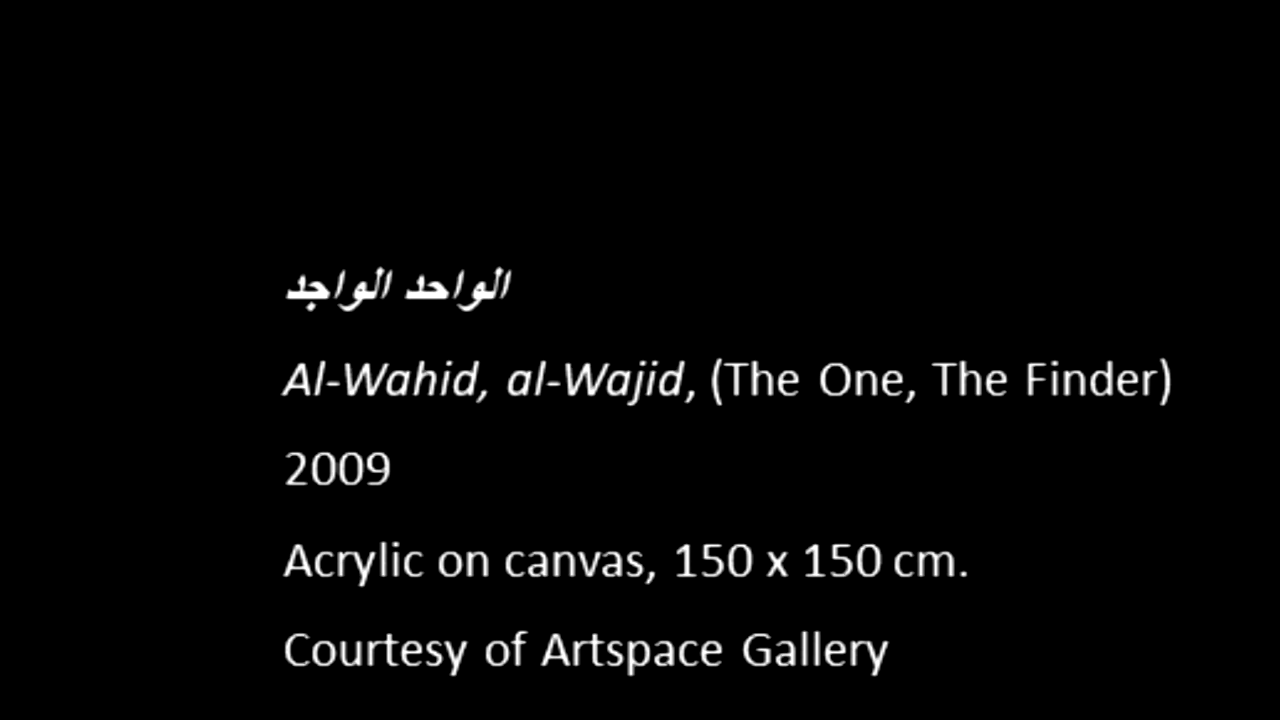 الواحد الواجد
Al-Wahid, al-Wajid, (The One, The Finder)
2009
Acrylic on canvas, 150 x 150 cm.
Courtesy of Artspace Gallery